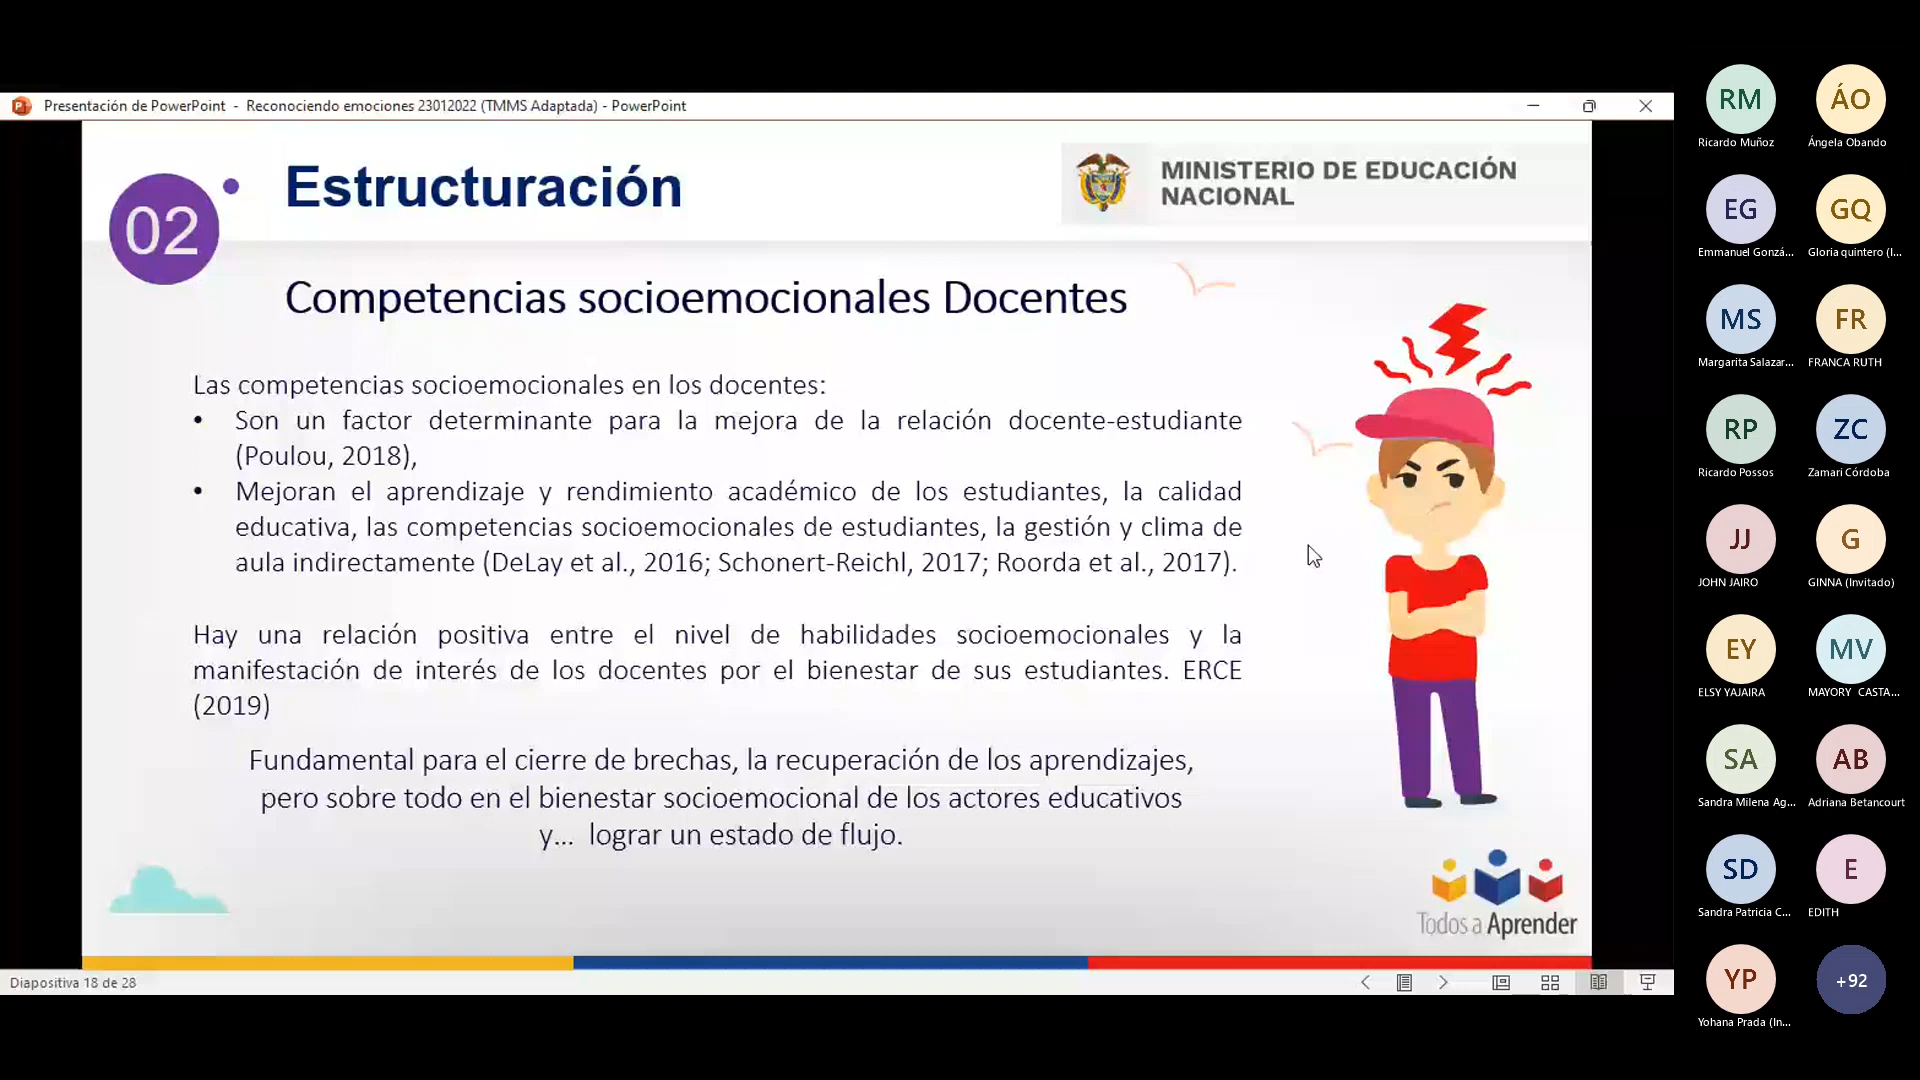 Presentación de PowerPoint - Reconociendo emociones 23012022 (TMMS Adaptada) - PowerPoint
02
Estructuración
MINISTERIO DE EDUCACIÓN
NACIONAL
Competencias socioemocionales Docentes
Las competencias socioemocionales en los docentes:
• Son un factor determinante para la mejora de la relación docente-estudiante
(Poulou, 2018),
• Mejoran el aprendizaje y rendimiento académico de los estudiantes, la calidad
educativa, las competencias socioemocionales de estudiantes, la gestión y clima de
aula indirectamente (DeLay et al., 2016; Schonert-Reichl, 2017; Roorda et al., 2017).
Hay una relación positiva entre el nivel de habilidades socioemocionales y la
manifestación de interés de los docentes por el bienestar de sus estudiantes. ERCE
(2019)
Fundamental para el cierre de brechas, la recuperación de los aprendizajes,
pero sobre todo en el bienestar socioemocional de los actores educativos
y... lograr un estado de flujo.
Todos a Aprender
Diapositiva 18 de 28
RM
Ricardo Muñoz
ÁO
Ángela Obando
EG
Emmanuel Gonzá...
GQ
Gloria quintero (I...
MS
Margarita Salazar...
FR
FRANCA RUTH
RP
Ricardo Possos
ZC
Zamari Córdoba
JJ
JOHN JAIRO
G
GINNA (Invitado)
EY
ELSY YAJAIRA
MV
MAYORY CASTA...
SA
Sandra Milena Ag...
AB
Adriana Betancourt
SD
Sandra Patricia C...
E
EDITH
YP
Yohana Prada (In...
+92